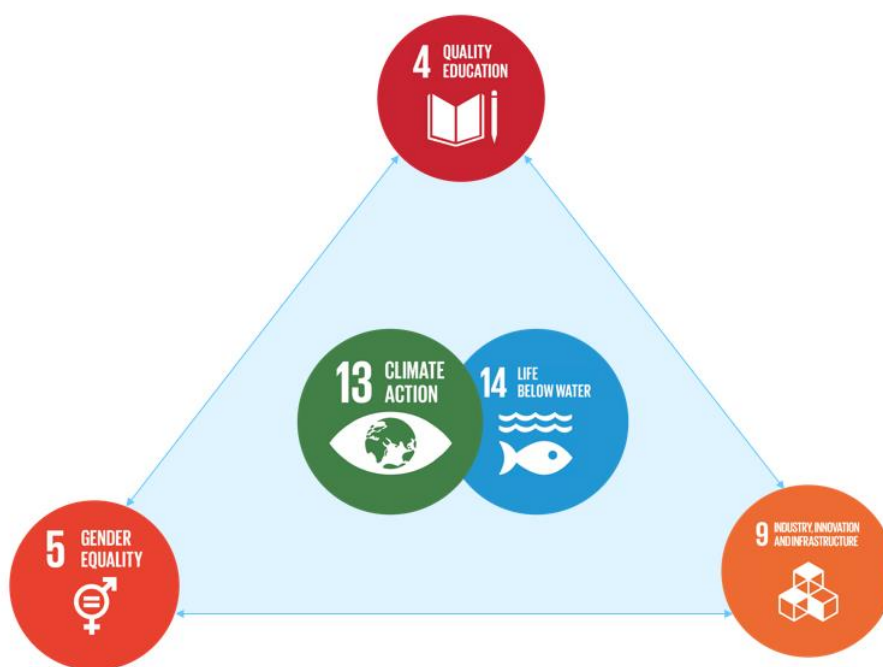 4 QUALITY
EDUCATION
13 CLIMATE
ACTION
14 LIFE
BELOW WATER
5 GENDER
EQUALITY
9 INDUSTRY, INNOVATION
AND INFRASTRUCTURE